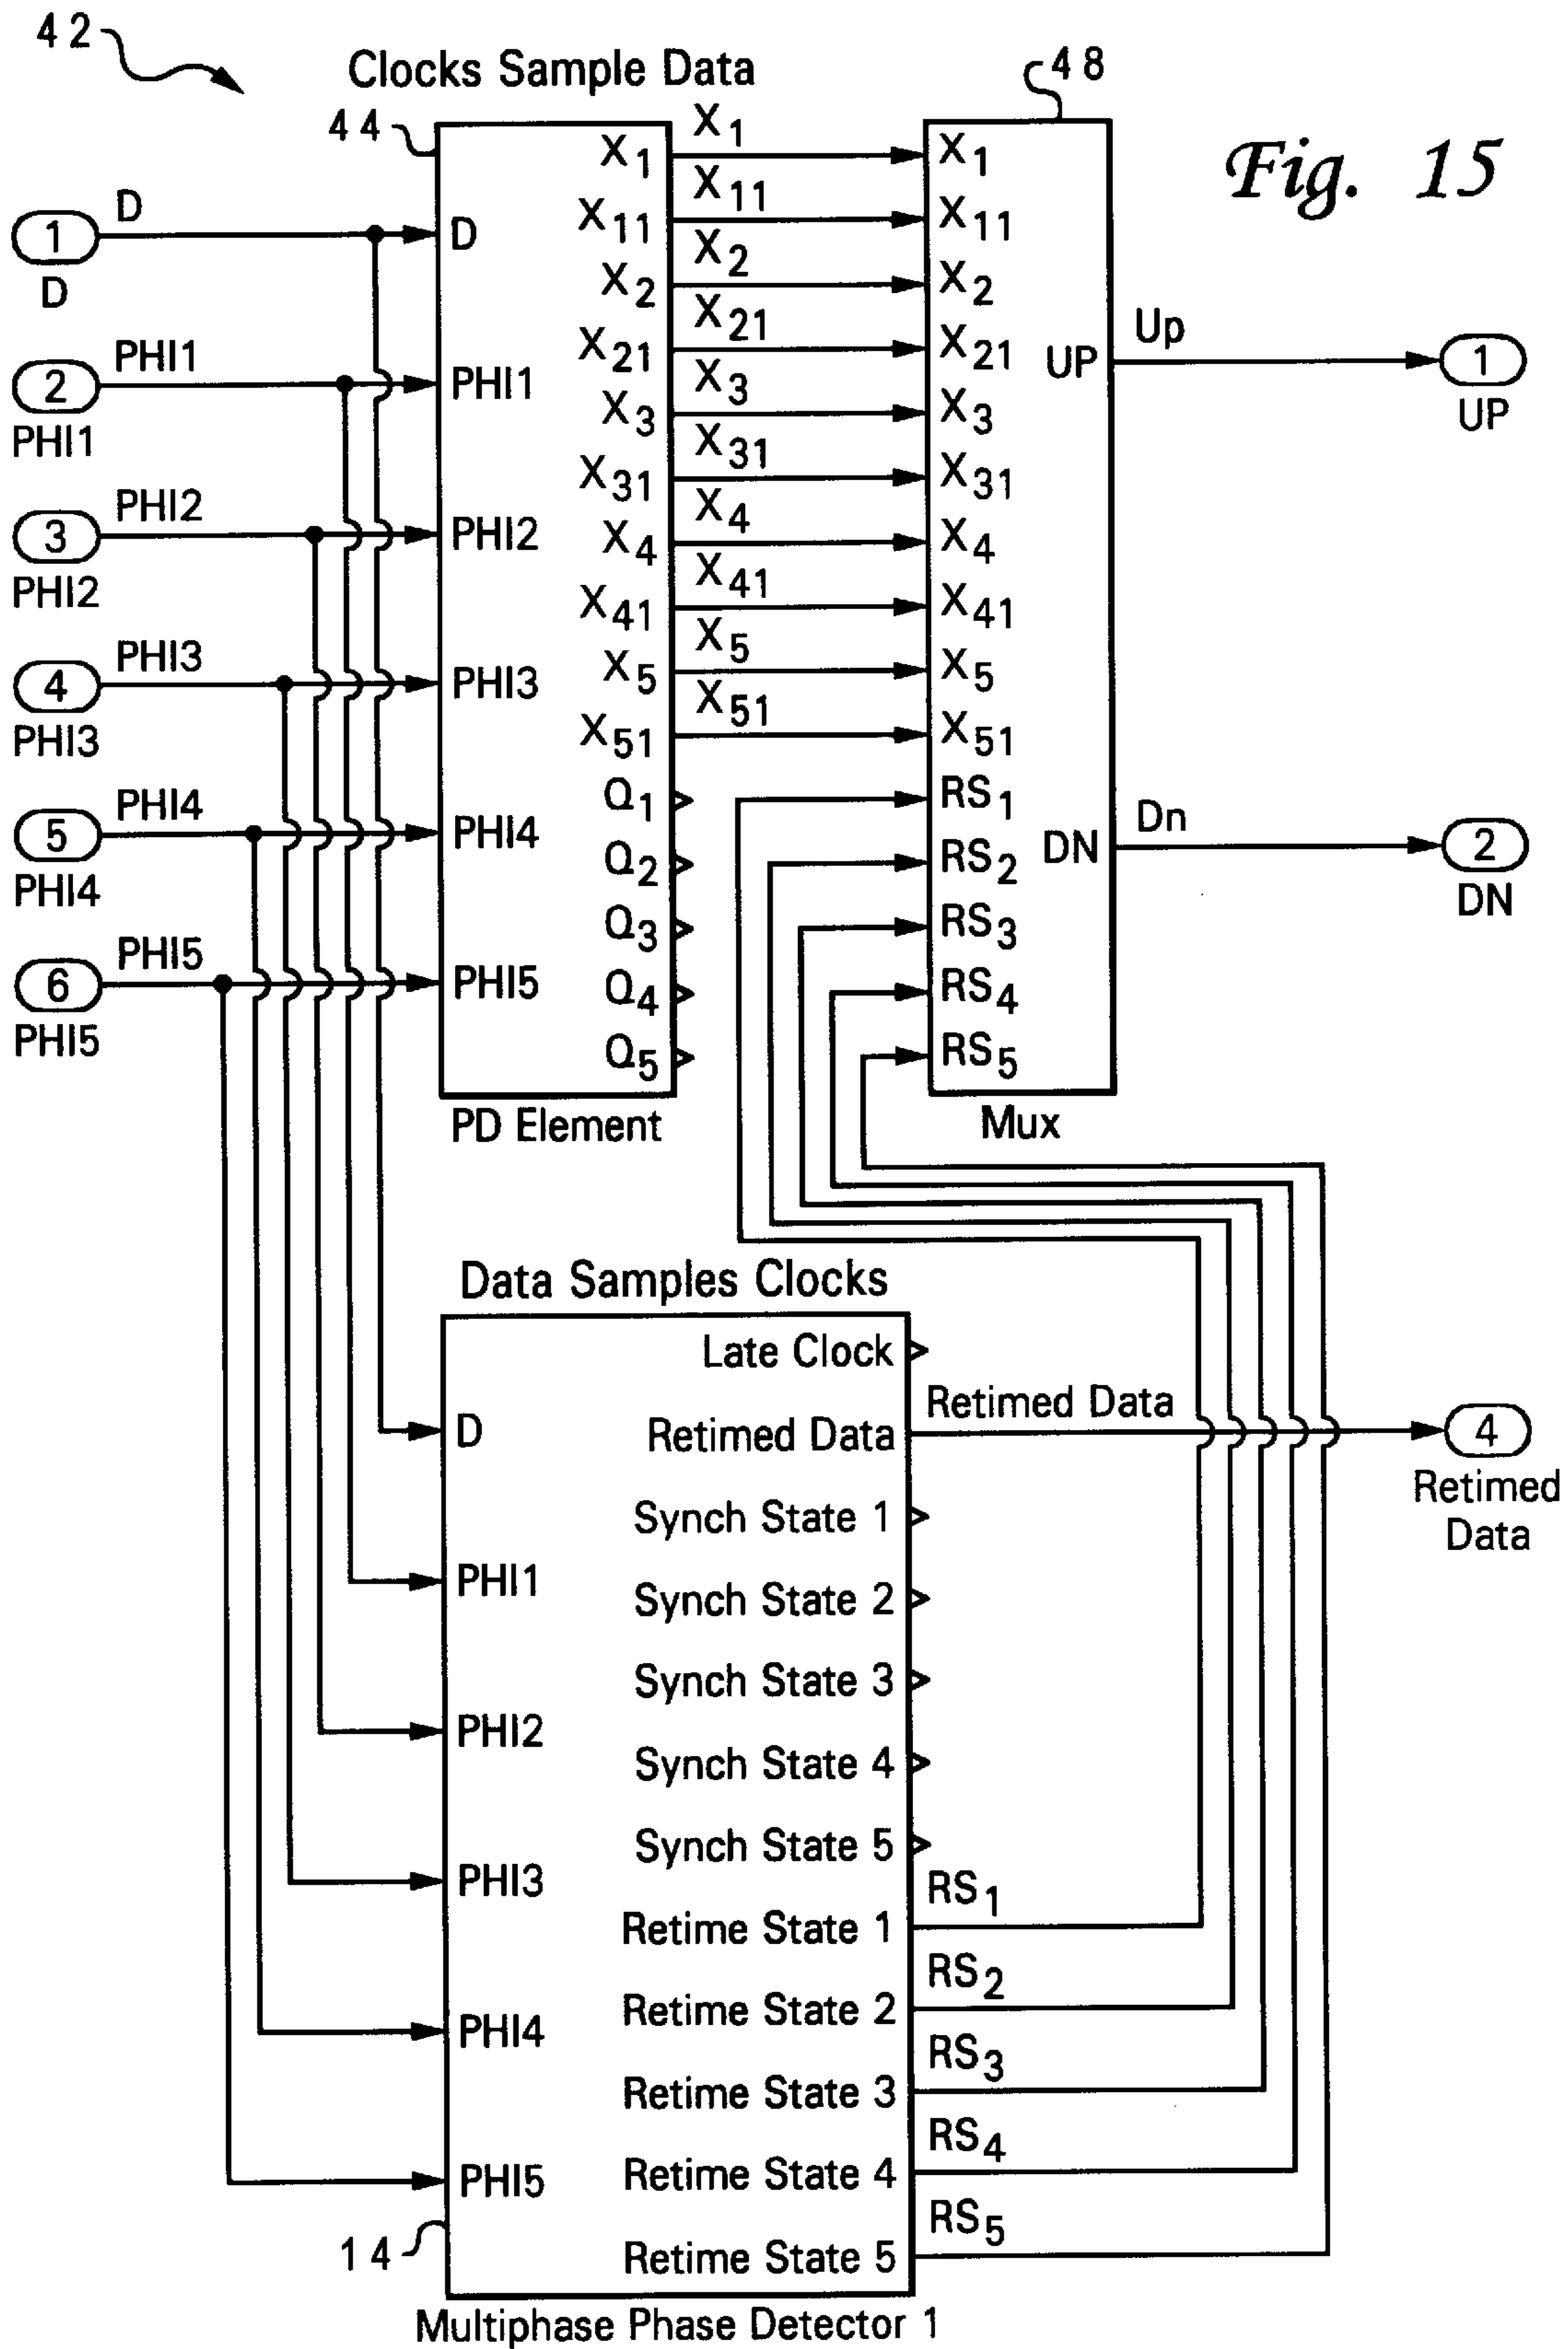 42
Fig. 15
Clocks Sample Data
44
48
1
D
D
2
PHI1
PHI1
3
PHI2
PHI2
4
PHI3
PHI3
5
PHI4
PHI4
6
PHI5
PHI5
D
PHI1
PHI2
PHI3
PHI4
PHI5
X1
X11
X2
X21
X3
X31
X4
X41
X5
X51
Q1
Q2
Q3
Q4
Q5
PD Element
X1
X11
X2
X21
X3
X31
X4
X41
X5
X51
X1
X11
X2
X21
X3
X31
X4
X41
X5
X51
RS1
RS2
RS3
RS4
RS5
UP
DN
Mux
Up
1
UP
Dn
2
DN
Data Samples Clocks
D
PHI1
PHI2
PHI3
PHI4
PHI5
Late Clock
Retimed Data
Synch State 1
Synch State 2
Synch State 3
Synch State 4
Synch State 5
Retime State 1
Retime State 2
Retime State 3
Retime State 4
Retime State 5
Retimed Data
4
Retimed
Data
RS1
RS2
RS3
RS4
RS5
14
Multiphase Phase Detector 1